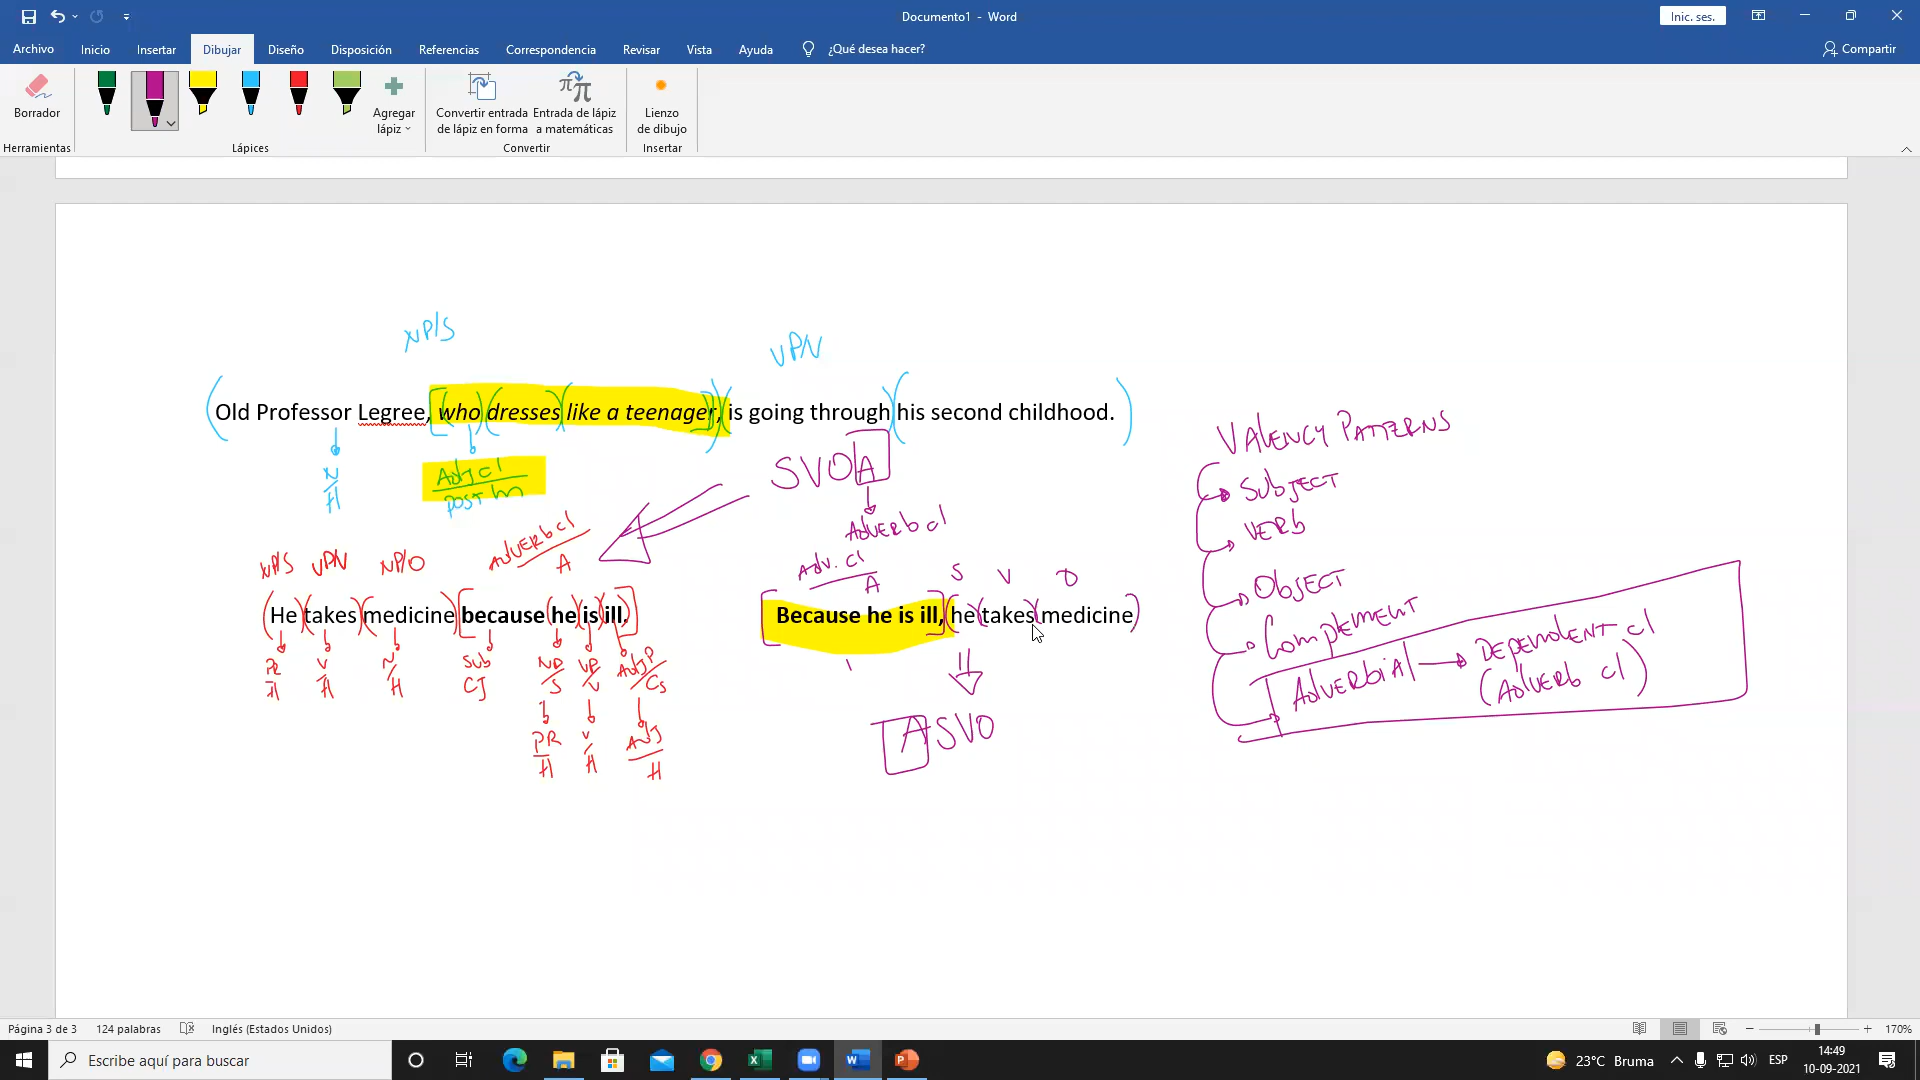 Documento1 - Word
Inic. ses.
Archivo Inicio Insertar Dibujar Diseño Disposición Referencias Correspondencia Revisar Vista Ayuda ¿Qué desea hacer? Compartir
Borrador
Agregar lápiz
Convertir entrada de lápiz en forma
Entrada de lápiz a matemáticas
Lienzo de dibujo
Herramientas Lápices Convertir Insertar
NP/S VPN
Old Professor Legree, who dresses like a teenager, is going through his second childhood.
N/H
Adj cl / post m
SVOA
Adverb cl
VALENCY PATTERNS
SUBJECT
VERB
OBJECT
COMPLEMENT
ADVERBIAL
DEPENDENT cl
(ADVERB cl)
NP/S VPN NP/O ADVERB cl / A
He takes medicine because he is ill.
PR/H V/H N/H SUB CJ NP/S VP/V ADJP/Cs
PR/H V/H ADJ/H
Adv. cl / A S V O
Because he is ill, he takes medicine
ASVO
Página 3 de 3 124 palabras Inglés (Estados Unidos) 170%
Escribe aquí para buscar
23°C Bruma ESP
14:49
10-09-2021